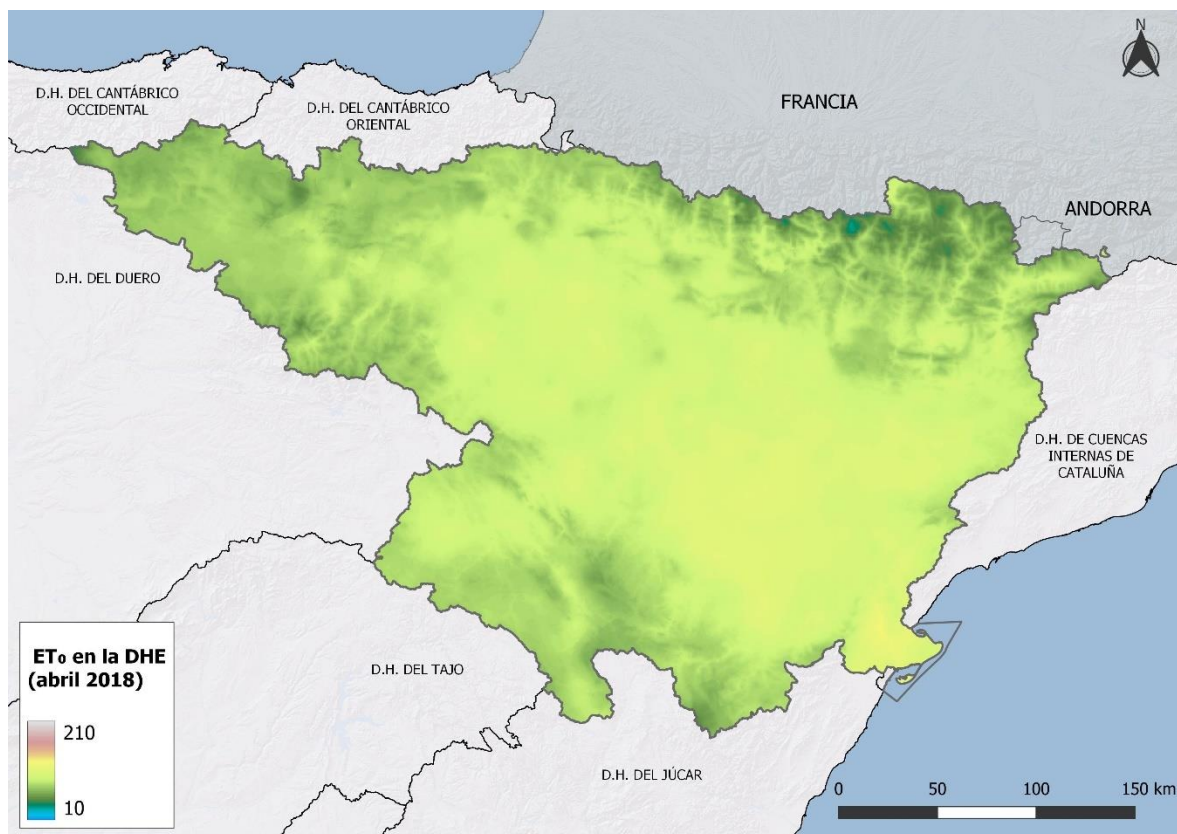 N
D.H. DEL CANTÁBRICO
OCCIDENTAL
D.H. DEL CANTÁBRICO
ORIENTAL
FRANCIA
ANDORRA
D.H. DEL DUERO
D.H. DE CUENCAS
INTERNAS DE
CATALUÑA
D.H. DEL TAJO
D.H. DEL JÚCAR
ET₀ en la DHE
(abril 2018)
210
10
0 50 100 150 km